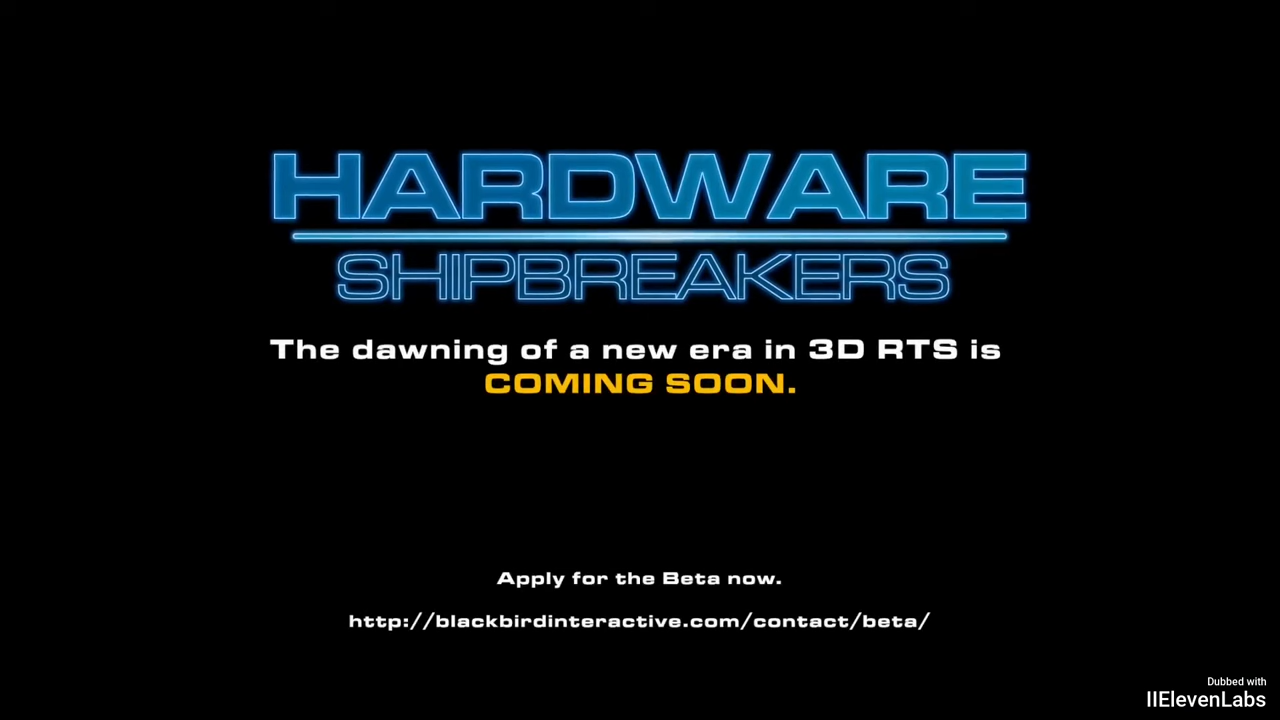 HARDWARE
SHIPBREAKERS
The dawning of a new era in 3D RTS is
COMING SOON.
Apply for the Beta now.
http://blackbirdinteractive.com/contact/beta/
Dubbed with
IIElevenLabs